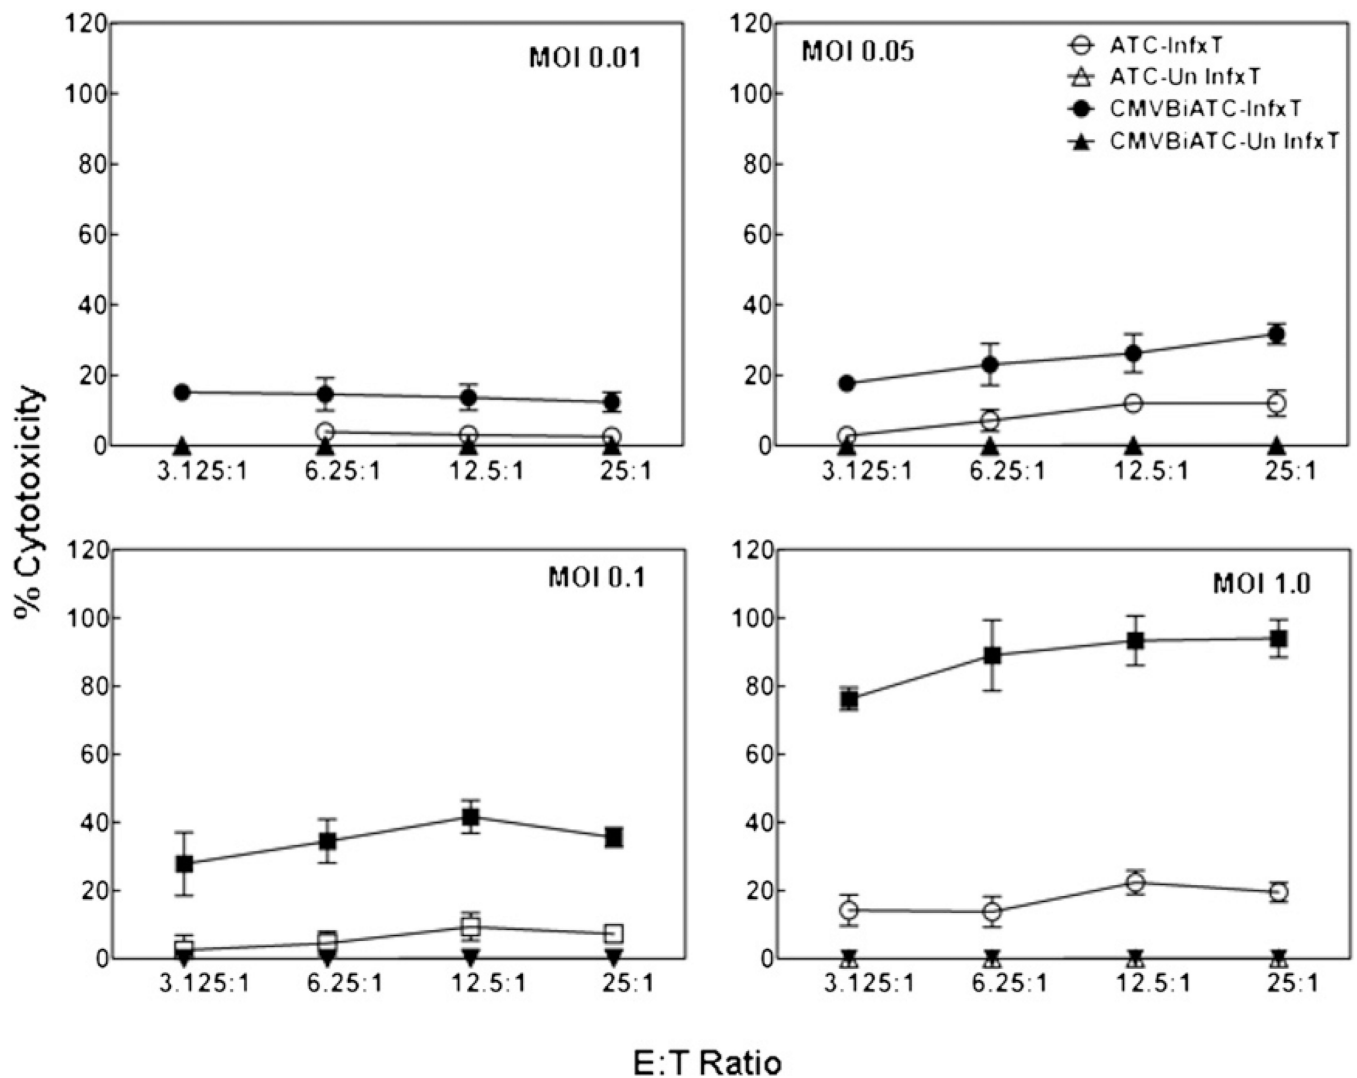 120
100
80
60
40
20
0
MOI 0.01
3.125:1 6.25:1 12.5:1 25:1
120
100
80
60
40
20
0
MOI 0.05
ATC-InfxT
ATC-Un InfxT
CMVBiATC-InfxT
CMVBiATC-Un InfxT
3.125:1 6.25:1 12.5:1 25:1
% Cytotoxicity
120
100
80
60
40
20
0
MOI 0.1
3.125:1 6.25:1 12.5:1 25:1
120
100
80
60
40
20
0
MOI 1.0
3.125:1 6.25:1 12.5:1 25:1
E:T Ratio